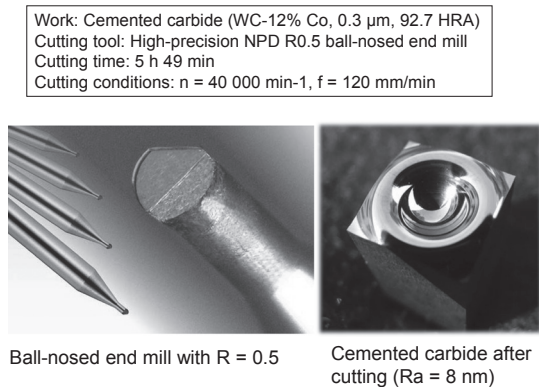 Work: Cemented carbide (WC-12% Co, 0.3 μm, 92.7 HRA)
Cutting tool: High-precision NPD R0.5 ball-nosed end mill
Cutting time: 5 h 49 min
Cutting conditions: n = 40 000 min-1, f = 120 mm/min
Ball-nosed end mill with R = 0.5
Cemented carbide after
cutting (Ra = 8 nm)